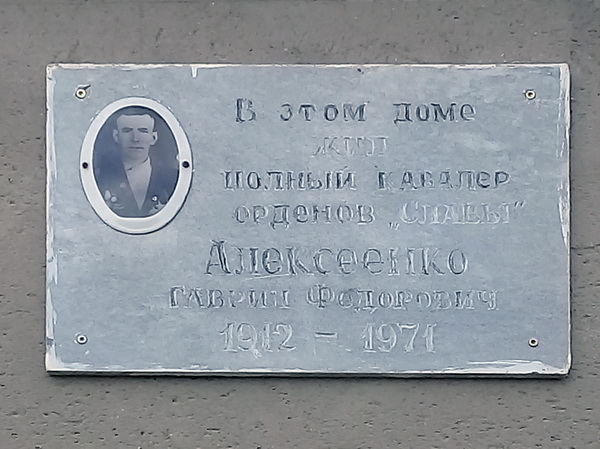 В этом доме
жил
полный кавалер
орденов „Славы"
Алексеенко
Гаврил Федорович
1912 – 1971